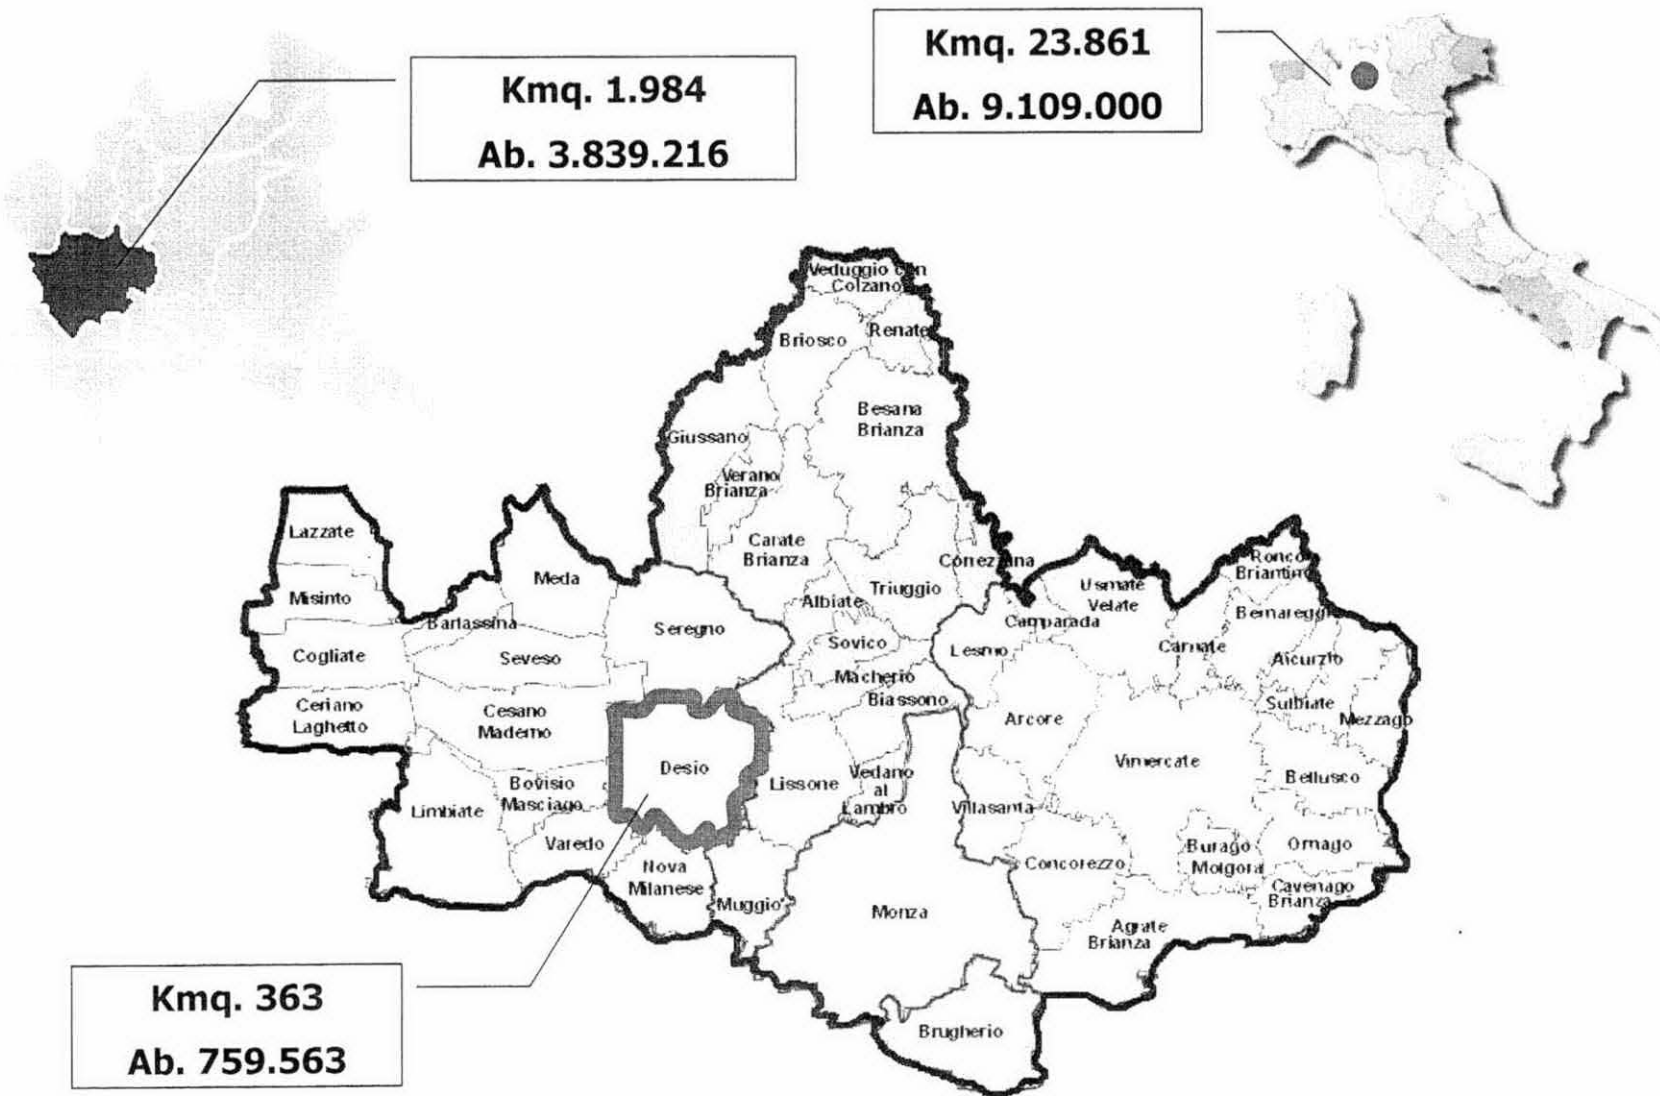 Kmq. 23.861
Ab. 9.109.000
Kmq. 1.984
Ab. 3.839.216
Veduggio con
Colzano
Renate
Briosco
Besana
Brianza
Giussano
Verano
Brianza
Lazzate
Carate
Brianza
Correzzana
Ronco
Briantino
Meda
Triuggio
Usmate
Velate
Misinto
Albiate
Bernareggio
Barlassina
Camparada
Seregno
Sovico
Lesmo
Carnate
Cogliate
Seveso
Aicurzio
Macherio
Biassono
Sulbiate
Ceriano
Laghetto
Cesano
Maderno
Arcore
Mezzago
Desio
Vimercate
Bovisio
Masciago
Lissone
Vedano
al
Lambro
Bellusco
Limbiate
Villasanta
Varedo
Burago
Molgora
Ornago
Nova
Milanese
Concorezzo
Cavenago
Brianza
Muggio'
Monza
Agrate
Brianza
Brugherio
Kmq. 363
Ab. 759.563